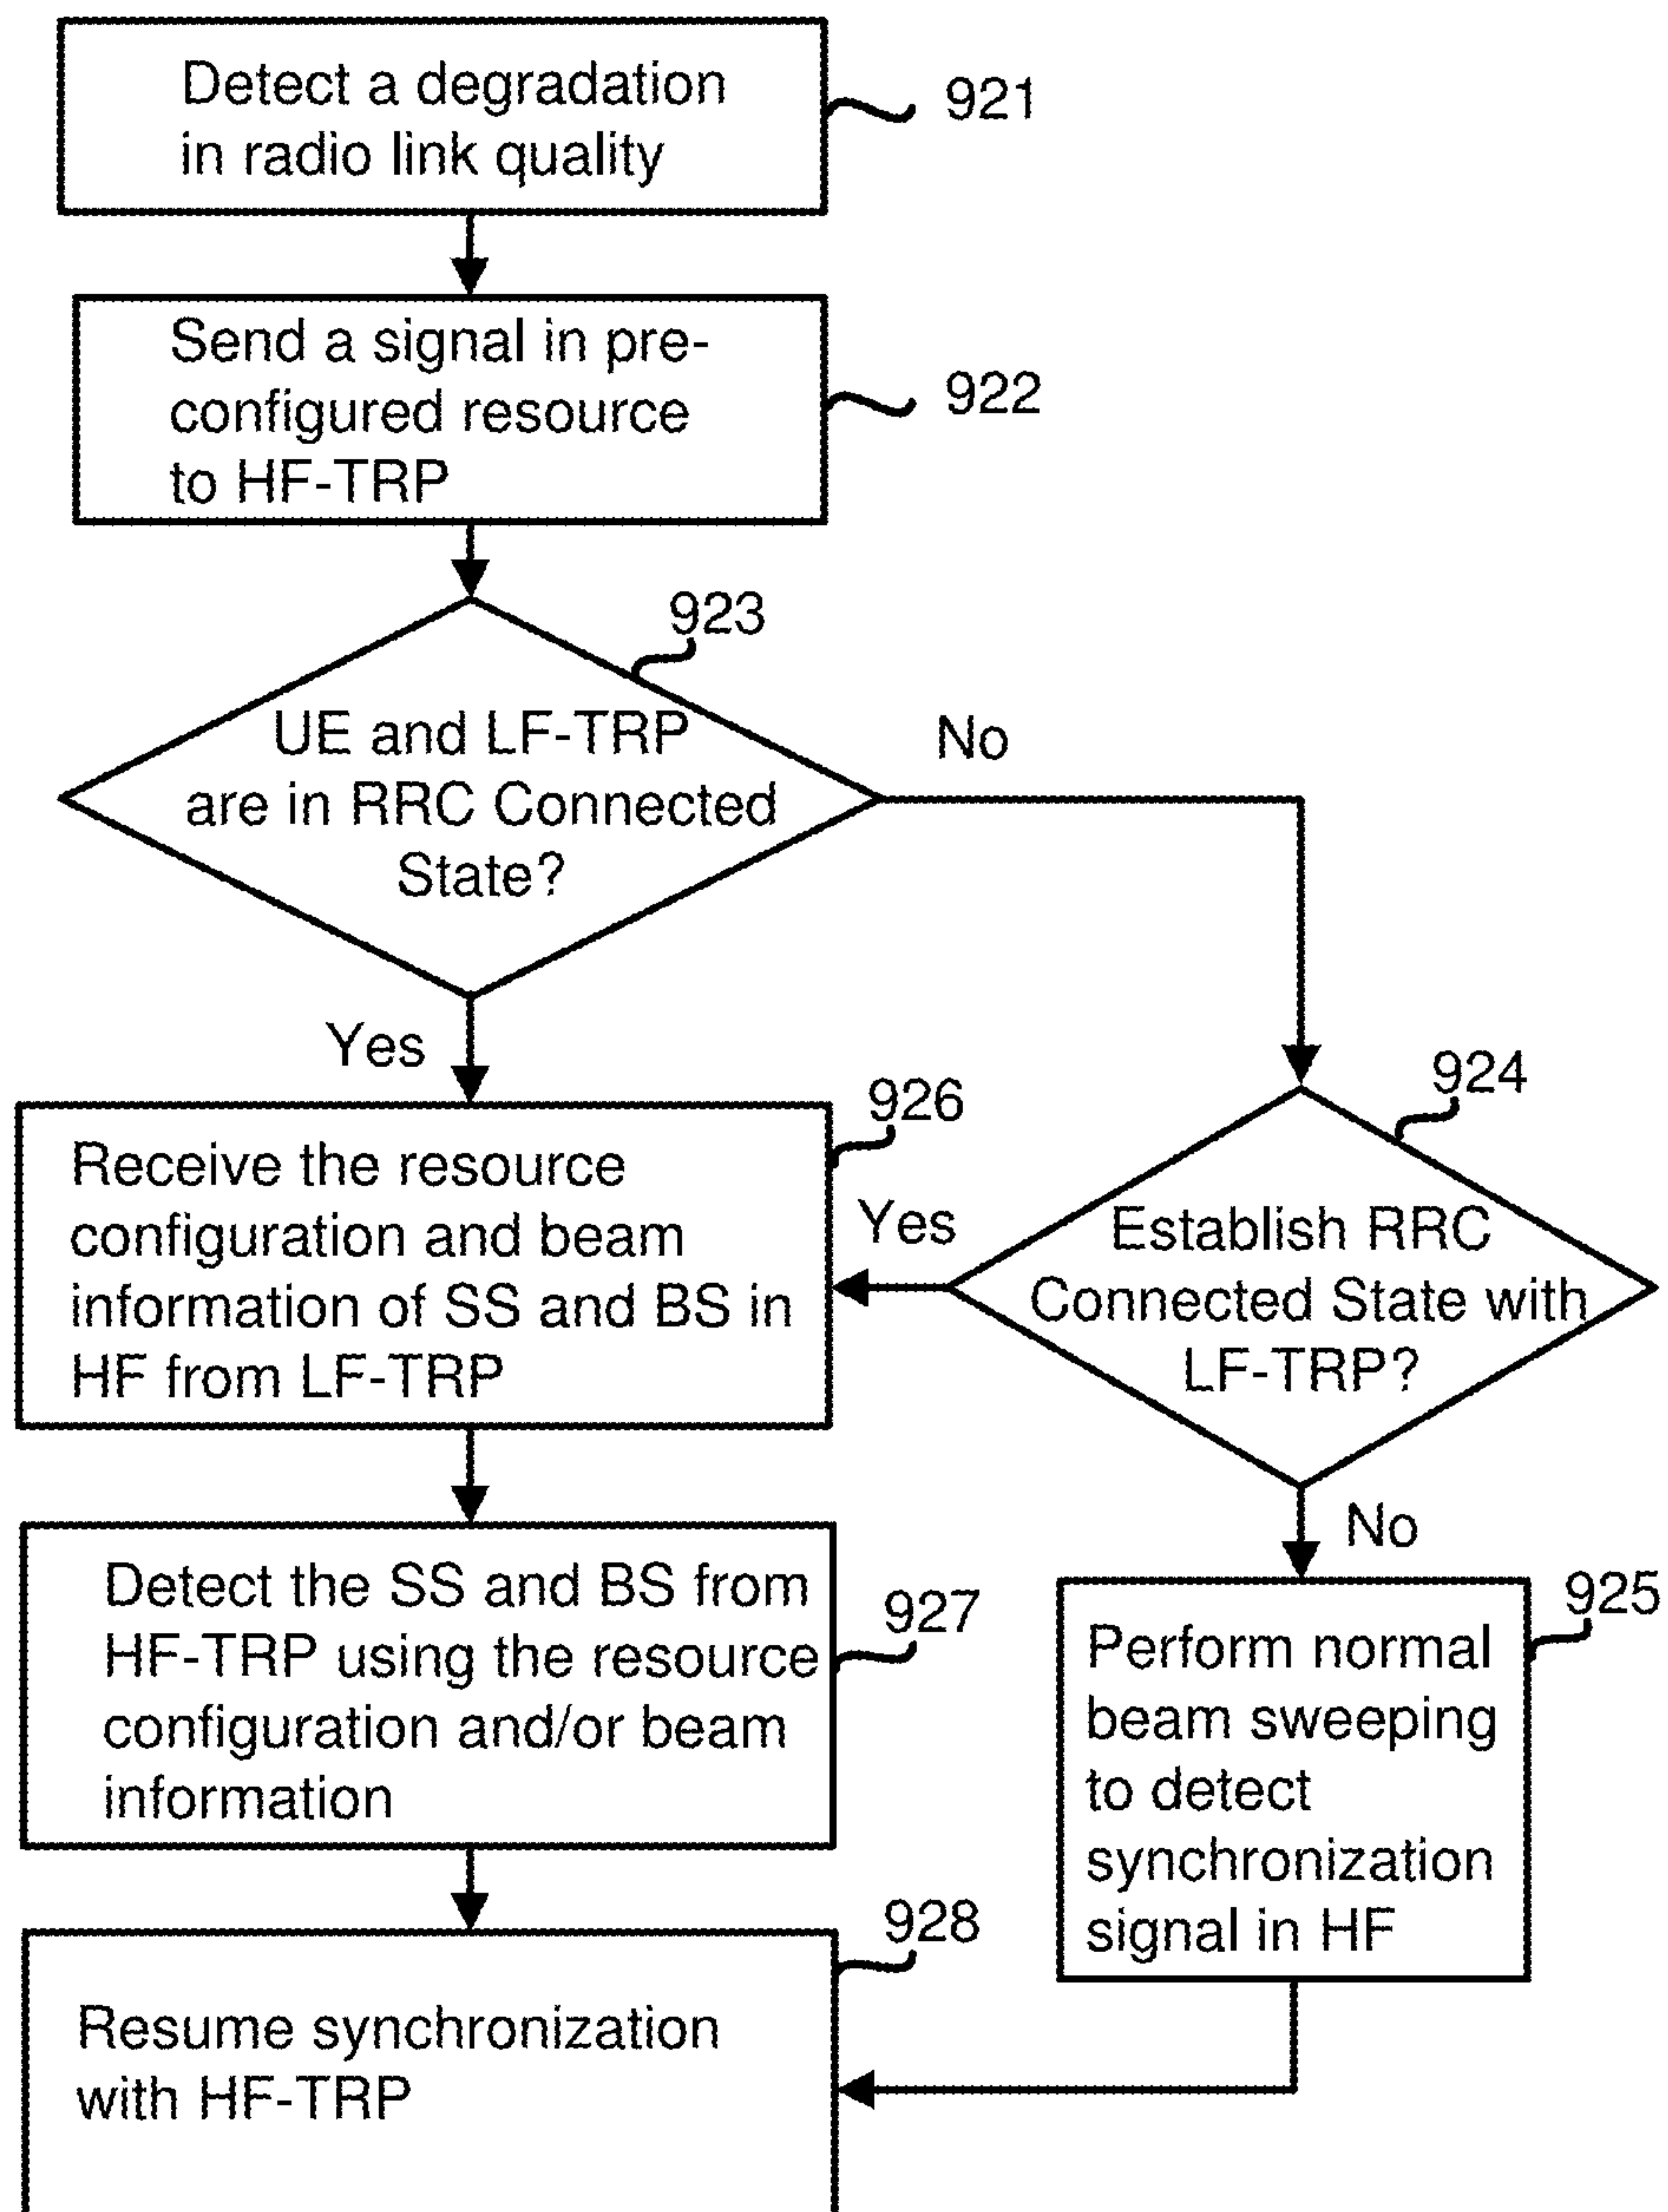 Detect a degradation
in radio link quality
921
Send a signal in pre-
configured resource
to HF-TRP
922
923
UE and LF-TRP
are in RRC Connected
State?
No
Yes
924
Establish RRC
Connected State with
LF-TRP?
Yes
No
926
Receive the resource
configuration and beam
information of SS and BS in
HF from LF-TRP
925
Perform normal
beam sweeping
to detect
synchronization
signal in HF
927
Detect the SS and BS from
HF-TRP using the resource
configuration and/or beam
information
928
Resume synchronization
with HF-TRP